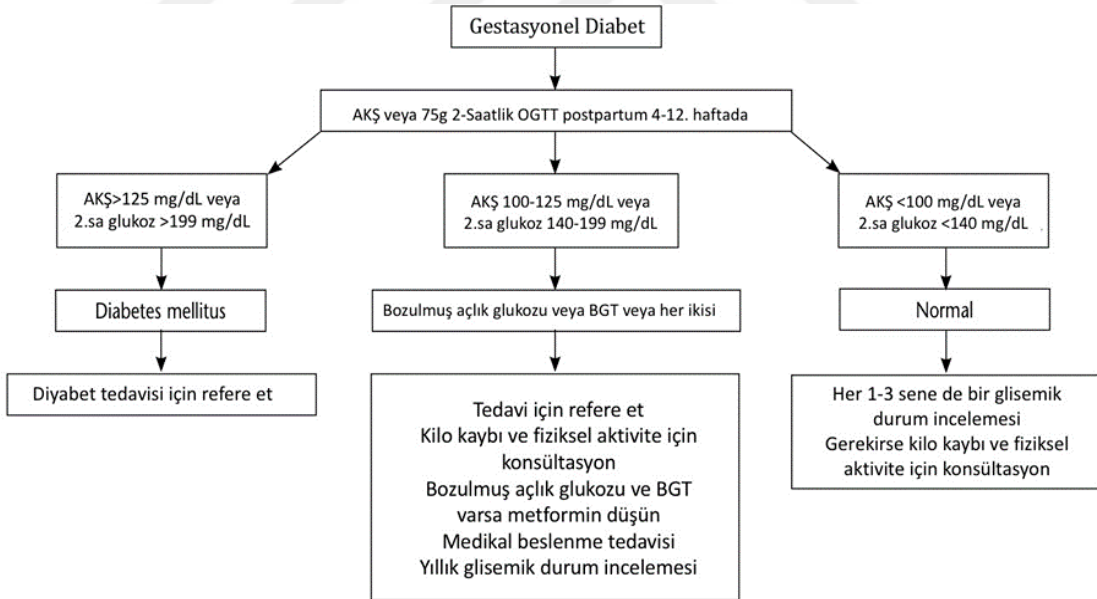 Gestasyonel Diabet
AKŞ veya 75g 2-Saatlik OGTT postpartum 4-12. haftada
AKŞ>125 mg/dL veya
2.sa glukoz >199 mg/dL
AKŞ 100-125 mg/dL veya
2.sa glukoz 140-199 mg/dL
AKŞ <100 mg/dL veya
2.sa glukoz <140 mg/dL
Diabetes mellitus
Bozulmuş açlık glukozu veya BGT veya her ikisi
Normal
Diyabet tedavisi için refere et
Tedavi için refere et
Kilo kaybı ve fiziksel aktivite için
konsültasyon
Bozulmuş açlık glukozu ve BGT
varsa metformin düşün
Medikal beslenme tedavisi
Yıllık glisemik durum incelemesi
Her 1-3 sene de bir glisemik
durum incelemesi
Gerekirse kilo kaybı ve fiziksel
aktivite için konsültasyon